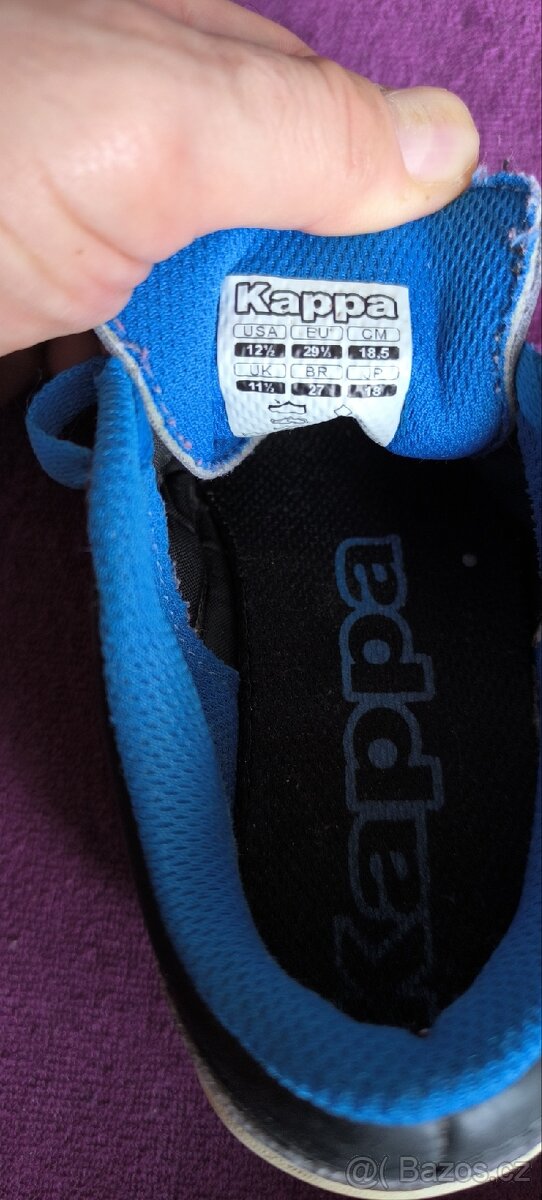 Kappa
USA EU CM
12½ 29½ 18.5
UK BR JP
11½ 27 18
Kappa
@( Bazos.cz